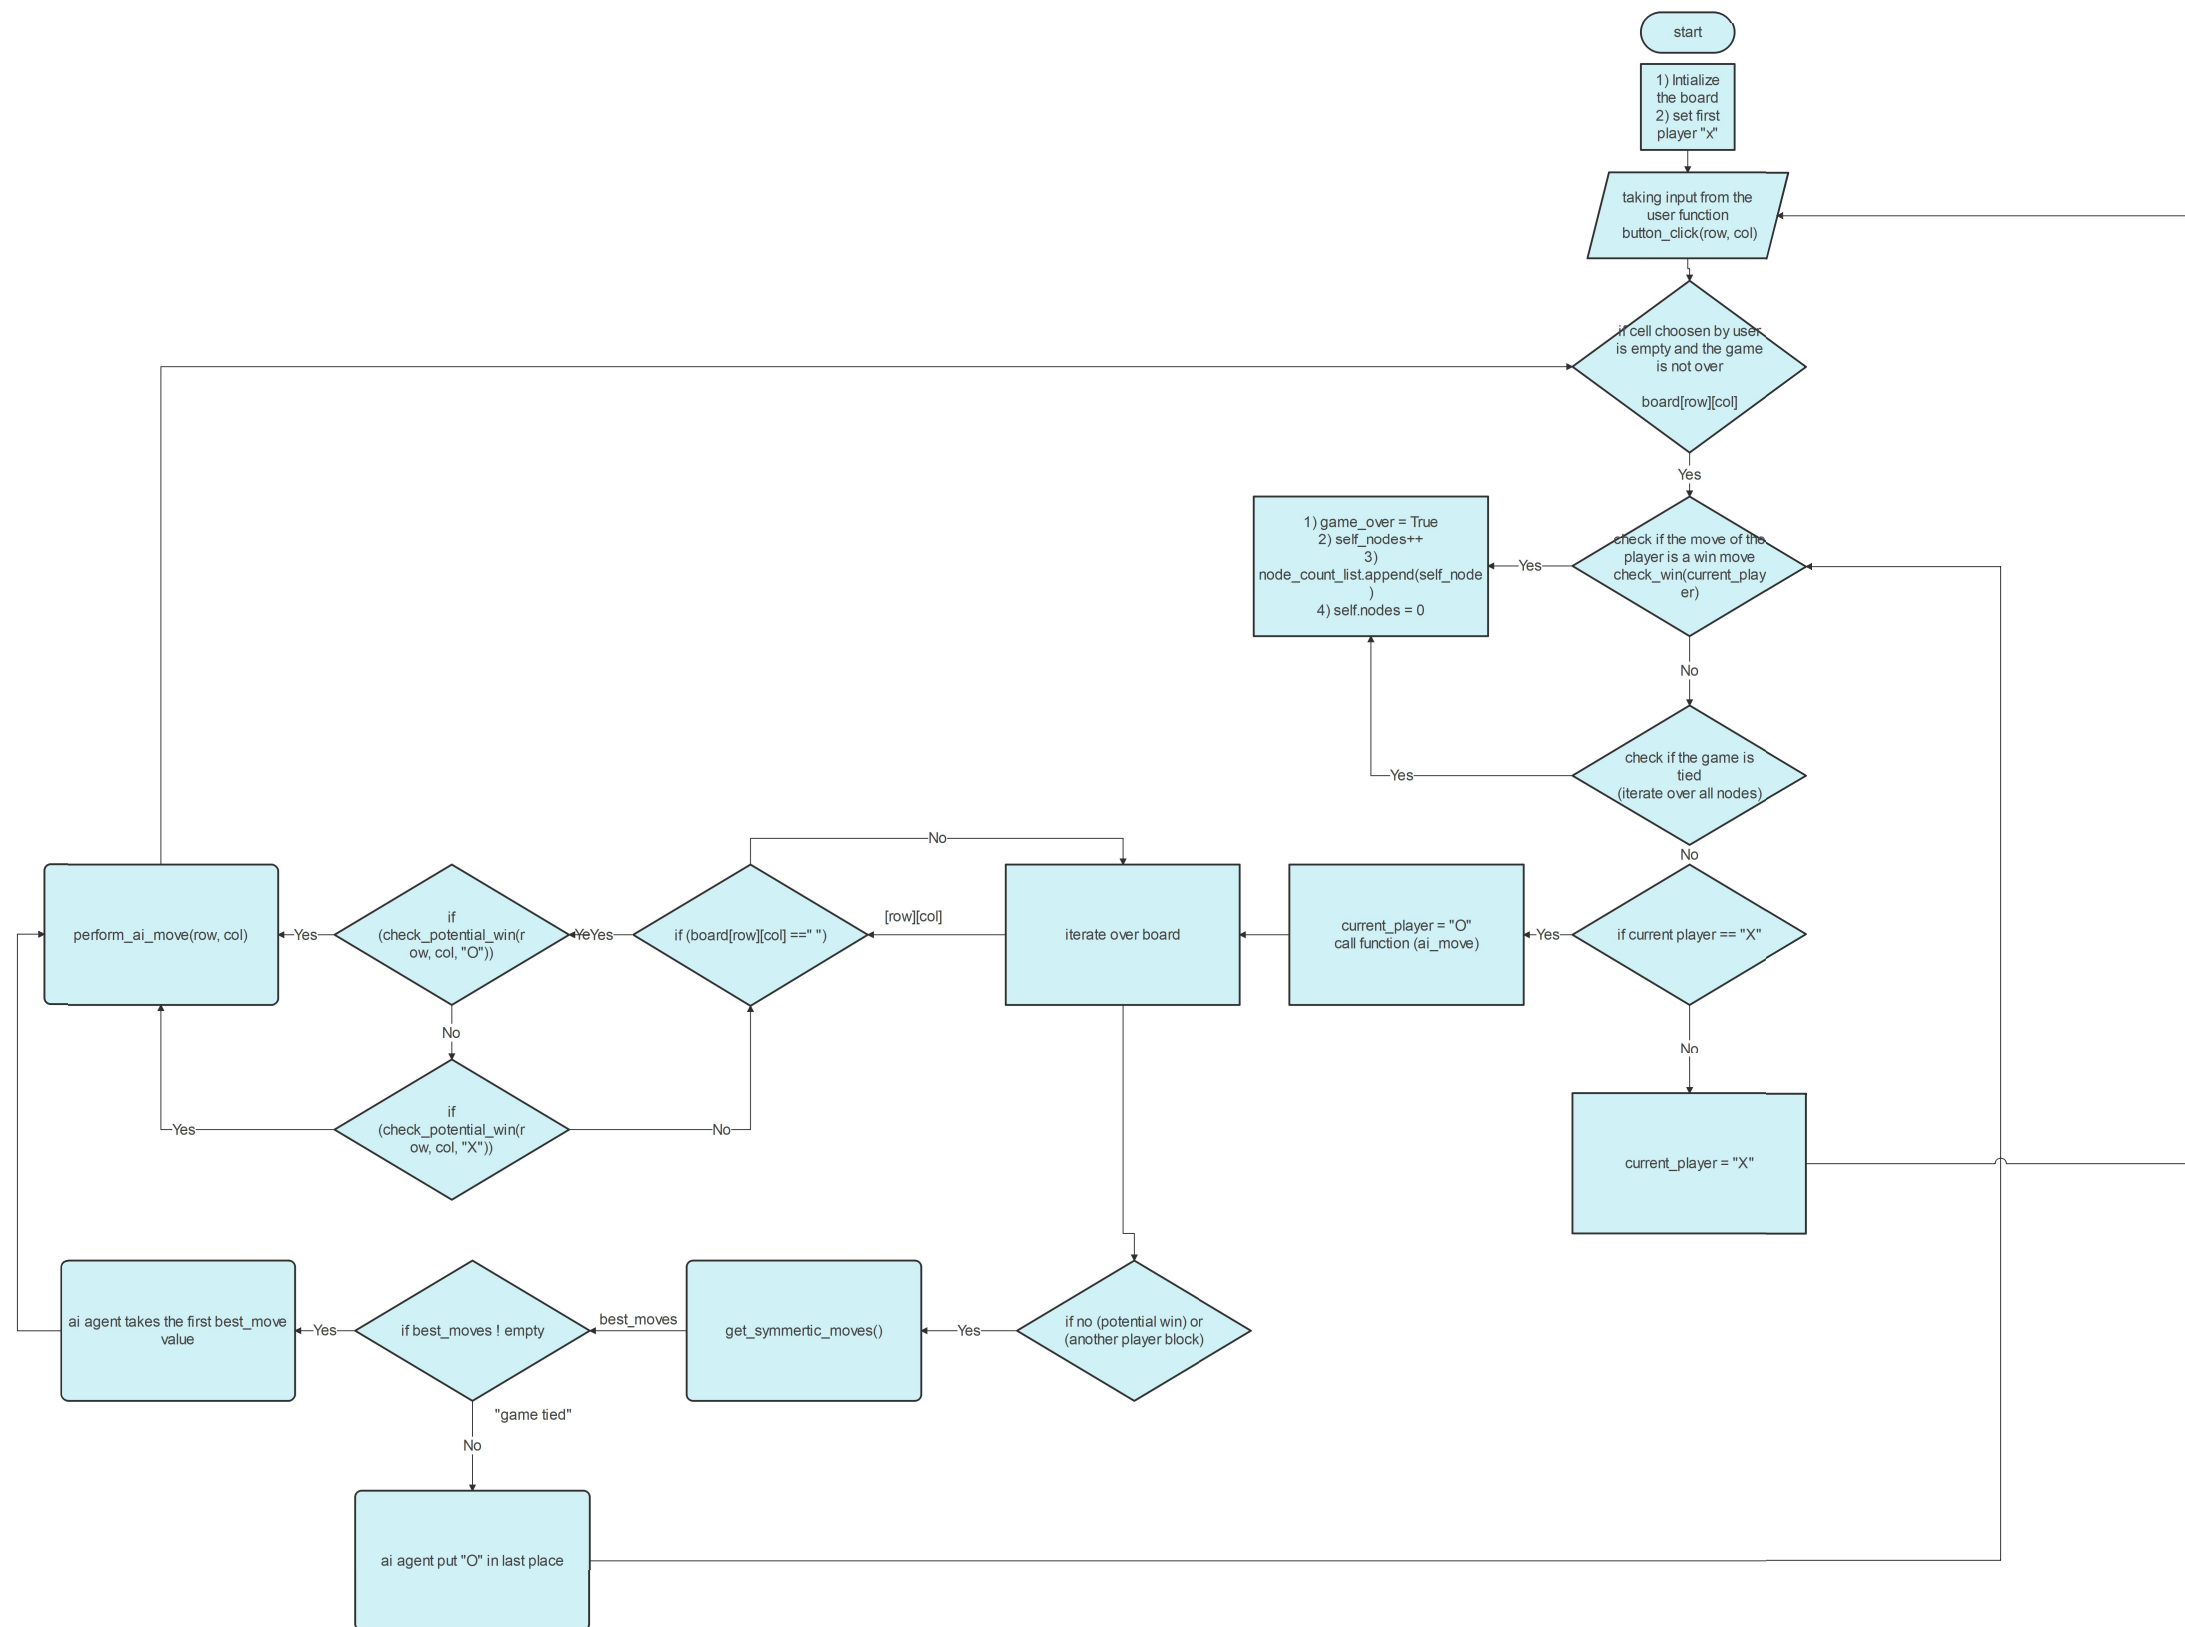 start
1) Intialize
the board
2) set first
player "x"
taking input from the
user function
button_click(row, col)
if cell choosen by user
is empty and the game
is not over
board[row][col]
Yes
1) game_over = True
2) self_nodes++
3)
node_count_list.append(self_node
)
4) self.nodes = 0
Yes
check if the move of the
player is a win move
check_win(current_play
er)
No
Yes
check if the game is
tied
(iterate over all nodes)
No
No
perform_ai_move(row, col)
Yes
if
(check_potential_win(r
ow, col, "O"))
YeYes
if (board[row][col] ==" ")
[row][col]
iterate over board
current_player = "O"
call function (ai_move)
Yes
if current player == "X"
No
No
Yes
if
(check_potential_win(r
ow, col, "X"))
No
current_player = "X"
ai agent takes the first best_move
value
Yes
if best_moves ! empty
best_moves
get_symmertic_moves()
Yes
if no (potential win) or
(another player block)
"game tied"
No
ai agent put "O" in last place